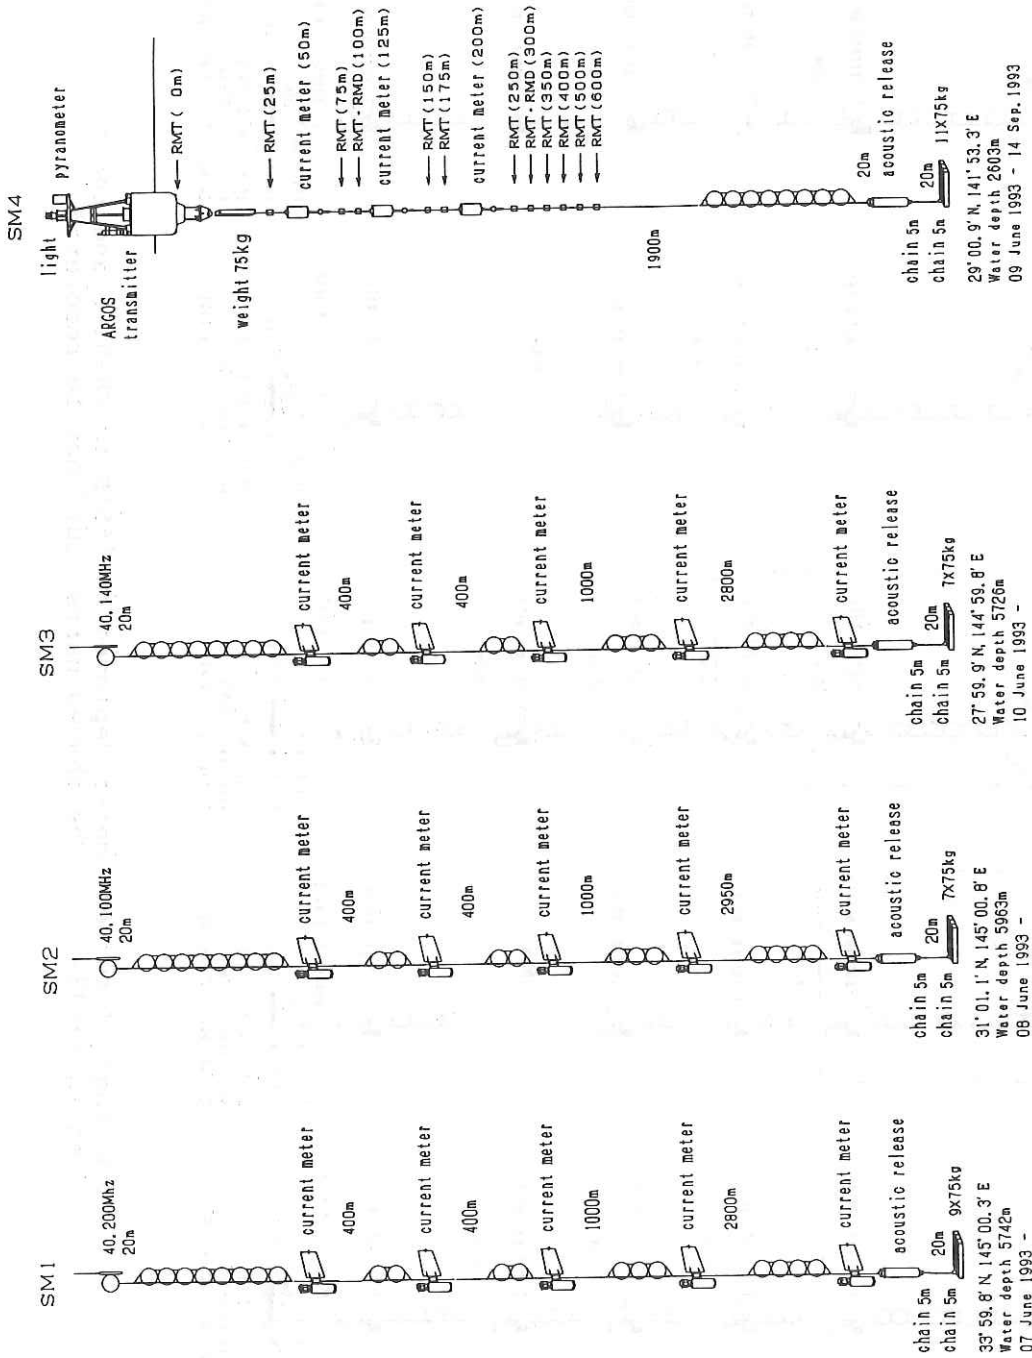 SM1
40,200Mhz
20m
current meter
400m
current meter
400m
current meter
1000m
current meter
2800m
current meter
acoustic release
chain 5m
20m
chain 5m
9X75kg
33°59.8'N, 145°00.3'E
Water depth 5742m
07 June 1993 -
SM2
40,100MHz
20m
current meter
400m
current meter
400m
current meter
1000m
current meter
2950m
current meter
acoustic release
chain 5m
20m
chain 5m
7X75kg
31°01.1'N, 145°00.8'E
Water depth 5963m
08 June 1993 -
SM3
40,140MHz
20m
current meter
400m
current meter
400m
current meter
1000m
current meter
2800m
current meter
acoustic release
chain 5m
20m
chain 5m
7X75kg
27°59.9'N, 144°59.8'E
Water depth 5726m
10 June 1993 -
SM4
light
pyranometer
ARGOS
transmitter
RMT( 0m)
weight 75kg
RMT(25m)
current meter(50m)
RMT(75m)
RMT-RMD(100m)
current meter(125m)
RMT(150m)
RMT(175m)
current meter(200m)
RMT(250m)
RMT-RMD(300m)
RMT(350m)
RMT(400m)
RMT(500m)
RMT(600m)
1900m
20m
acoustic release
chain 5m
20m
chain 5m
11X75kg
29°00.9'N, 141°53.3'E
Water depth 2603m
09 June 1993 - 14 Sep.1993